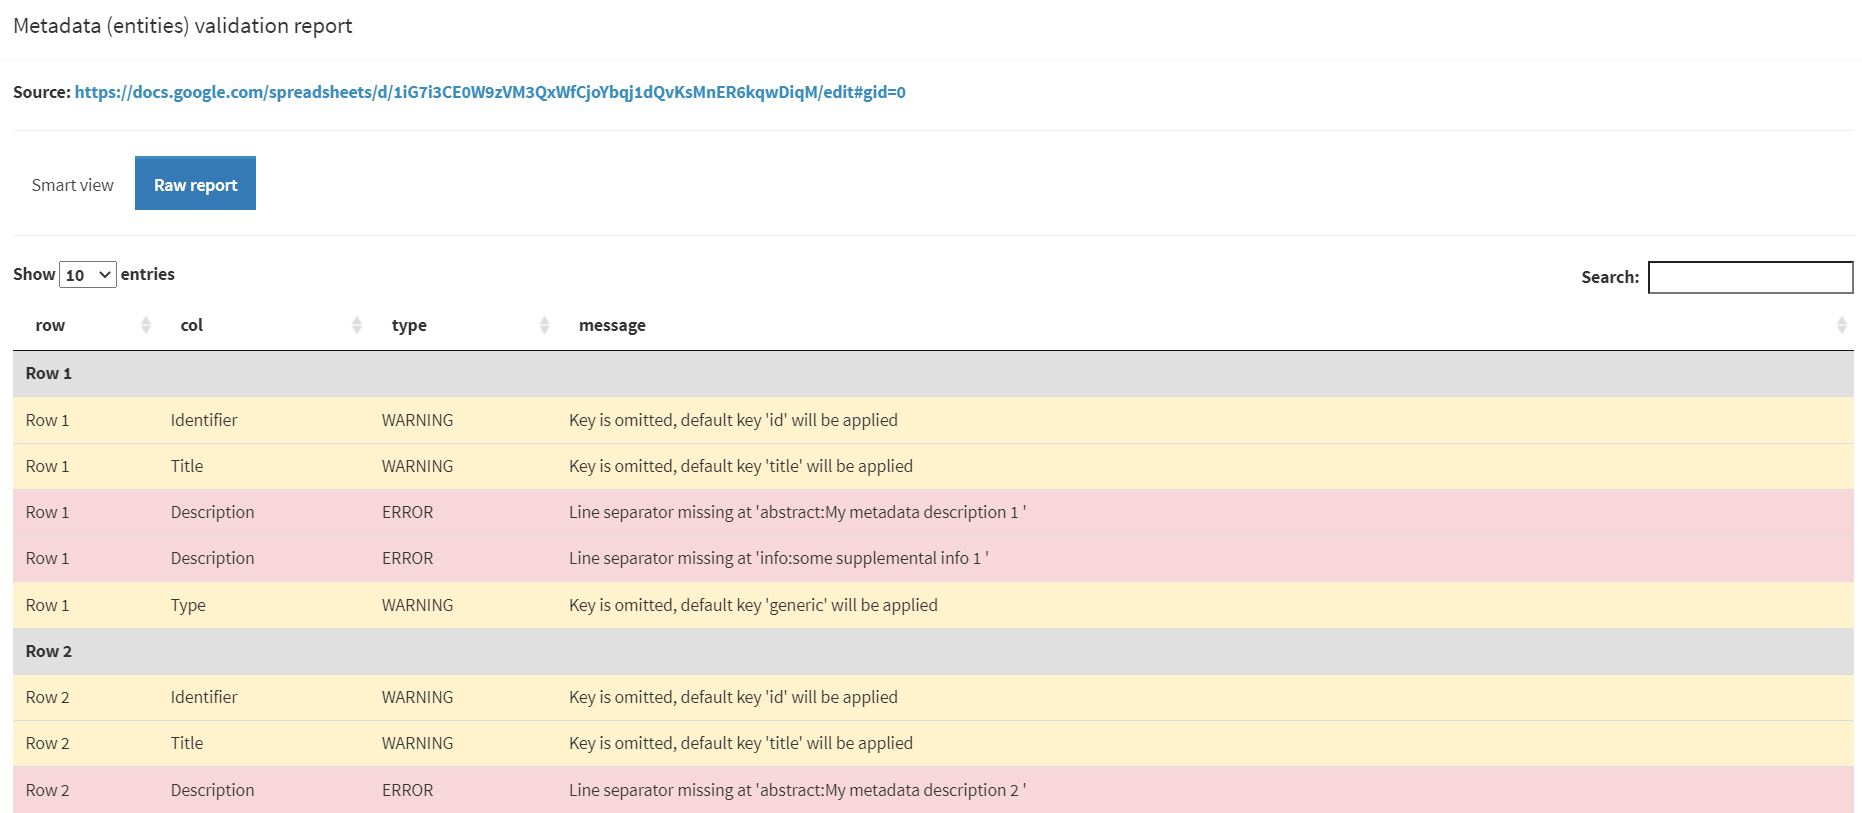 Metadata (entities) validation report
Source: https://docs.google.com/spreadsheets/d/1iG7i3CE0W9zVM3QxWfCjoYbqj1dQvKsMnER6kqwDiqM/edit#gid=0
Smart view Raw report
Show 10 entries Search:
row col type message
Row 1
Row 1 Identifier WARNING Key is omitted, default key 'id' will be applied
Row 1 Title WARNING Key is omitted, default key 'title' will be applied
Row 1 Description ERROR Line separator missing at 'abstract:My metadata description 1 '
Row 1 Description ERROR Line separator missing at 'info:some supplemental info 1 '
Row 1 Type WARNING Key is omitted, default key 'generic' will be applied
Row 2
Row 2 Identifier WARNING Key is omitted, default key 'id' will be applied
Row 2 Title WARNING Key is omitted, default key 'title' will be applied
Row 2 Description ERROR Line separator missing at 'abstract:My metadata description 2 '